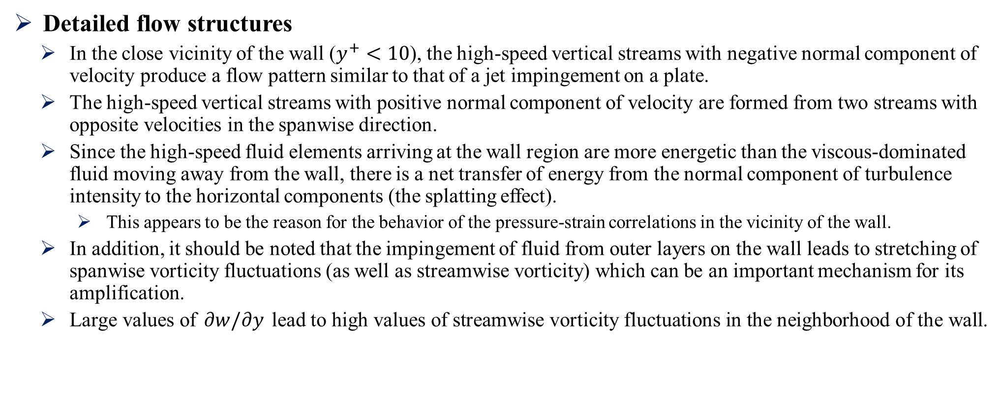 Detailed flow structures
In the close vicinity of the wall (y⁺ < 10), the high-speed vertical streams with negative normal component of
velocity produce a flow pattern similar to that of a jet impingement on a plate.
The high-speed vertical streams with positive normal component of velocity are formed from two streams with
opposite velocities in the spanwise direction.
Since the high-speed fluid elements arriving at the wall region are more energetic than the viscous-dominated
fluid moving away from the wall, there is a net transfer of energy from the normal component of turbulence
intensity to the horizontal components (the splatting effect).
This appears to be the reason for the behavior of the pressure-strain correlations in the vicinity of the wall.
In addition, it should be noted that the impingement of fluid from outer layers on the wall leads to stretching of
spanwise vorticity fluctuations (as well as streamwise vorticity) which can be an important mechanism for its
amplification.
Large values of ∂w/∂y lead to high values of streamwise vorticity fluctuations in the neighborhood of the wall.